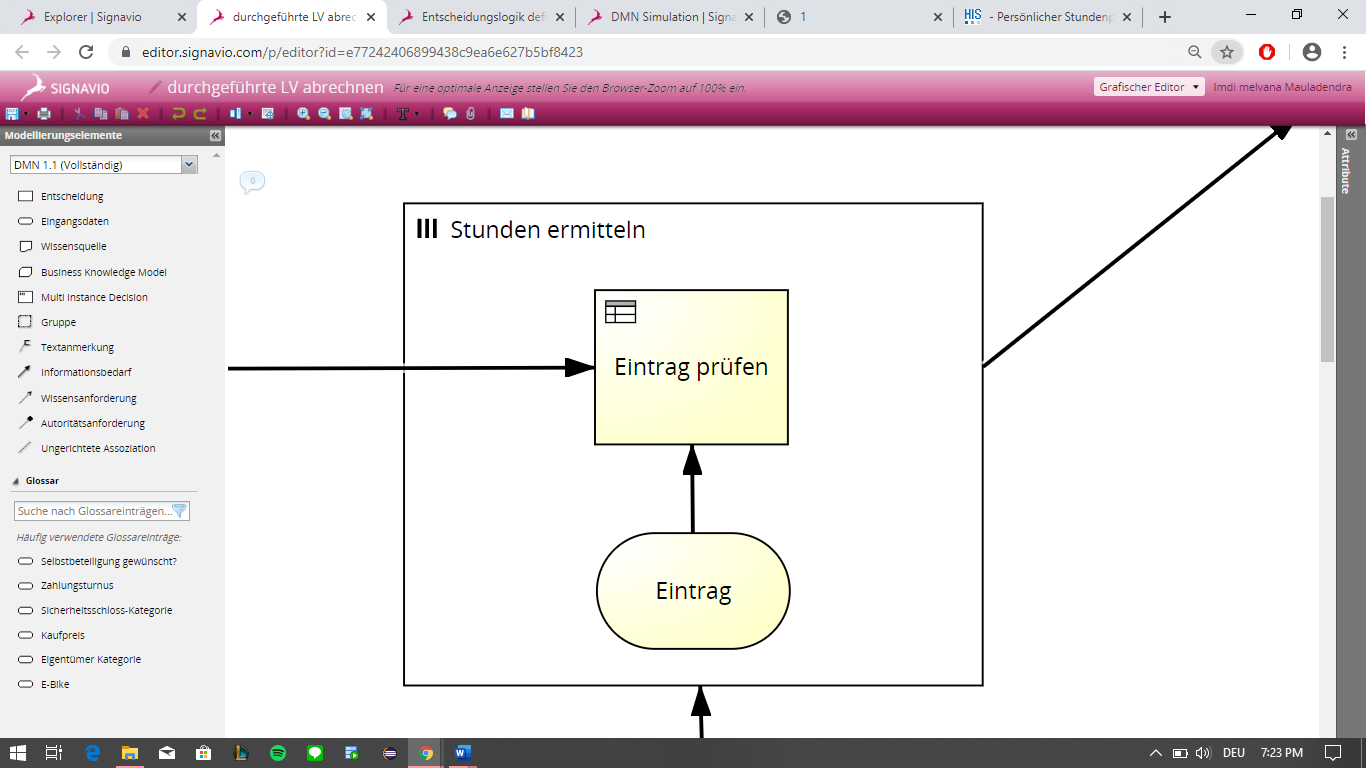 Explorer | Signavio
durchgeführte LV abrec
Entscheidungslogik defi
DMN Simulation | Signa
1
HIS - Persönlicher Stundenp
editor.signavio.com/p/editor?id=e77242406899438c9ea6e627b5bf8423
SIGNAVIO
durchgeführte LV abrechnen
Für eine optimale Anzeige stellen Sie den Browser-Zoom auf 100% ein.
Grafischer Editor
Imdi melvana Mauladendra
Modellierungselemente
DMN 1.1 (Vollständig)
Entscheidung
Eingangsdaten
Wissensquelle
Business Knowledge Model
Multi Instance Decision
Gruppe
Textanmerkung
Informationsbedarf
Wissensanforderung
Autoritätsanforderung
Ungerichtete Assoziation
Glossar
Suche nach Glossareinträgen...
Häufig verwendete Glossareinträge:
Selbstbeteiligung gewünscht?
Zahlungsturnus
Sicherheitsschloss-Kategorie
Kaufpreis
Eigentümer Kategorie
E-Bike
0
Stunden ermitteln
Eintrag prüfen
Eintrag
Attribute
DEU
7:23 PM